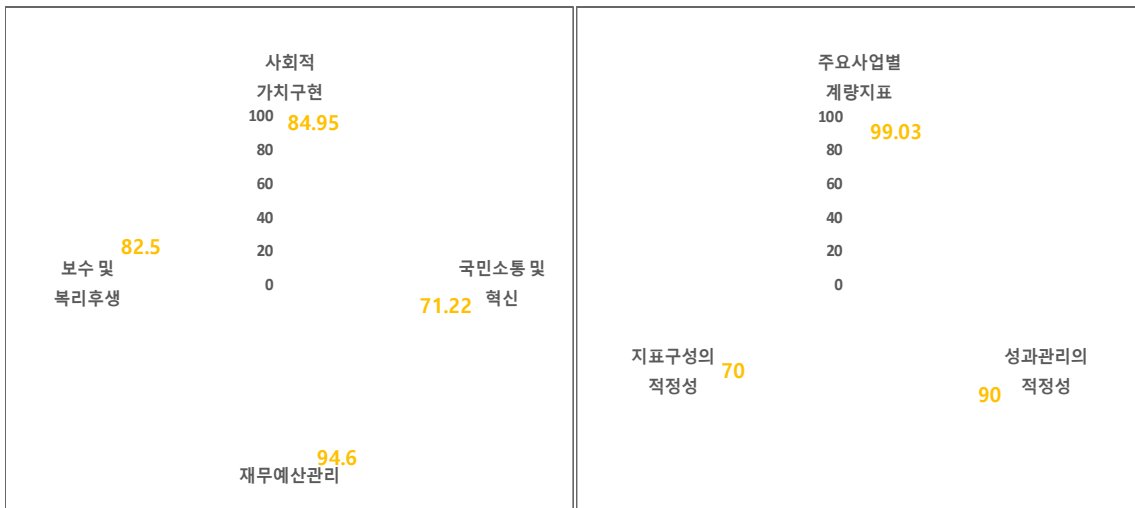 사회적
가치구현
100
84.95
80
60
40
20
0
82.5
보수 및
복리후생
국민소통 및
혁신
71.22
94.6
재무예산관리
주요사업별
계량지표
100
99.03
80
60
40
20
0
지표구성의
적정성
70
성과관리의
적정성
90